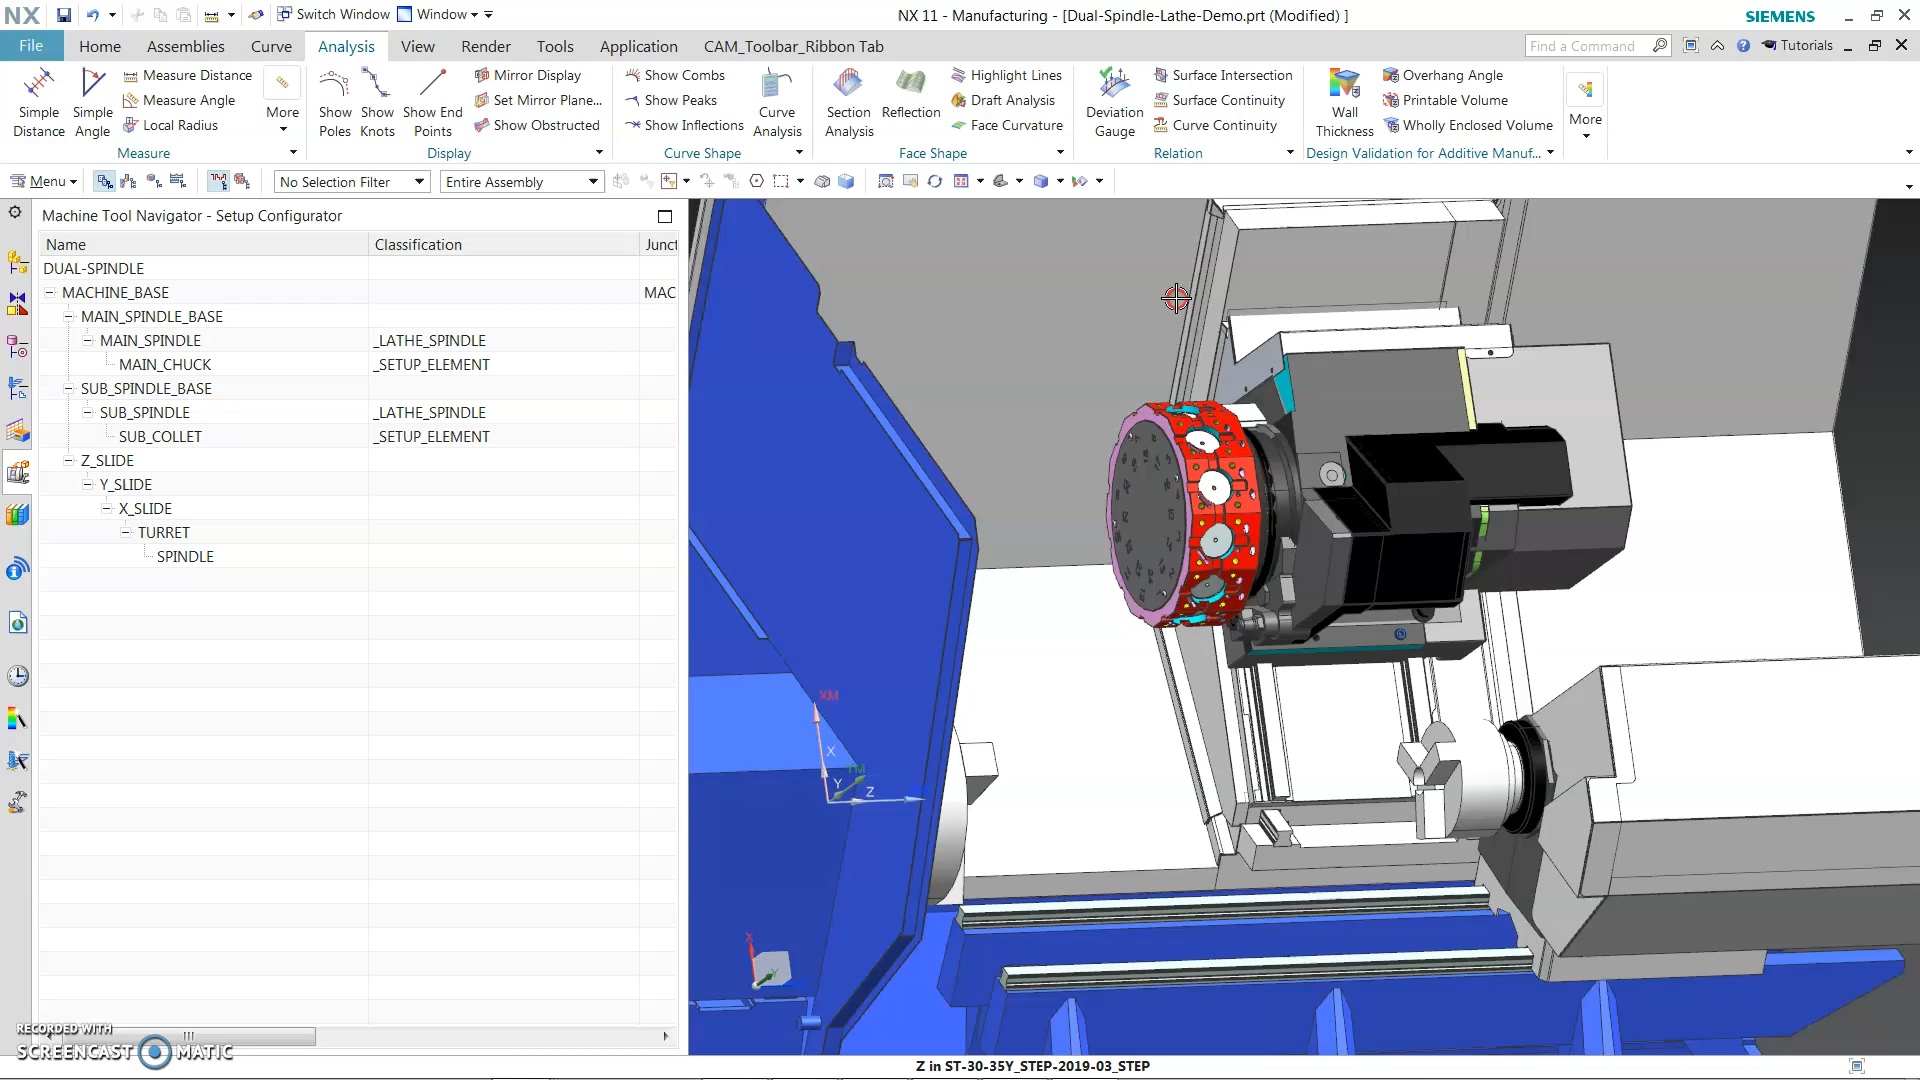 NX
Switch Window
Window
NX 11 - Manufacturing - [Dual-Spindle-Lathe-Demo.prt (Modified) ]
SIEMENS
File
Home
Assemblies
Curve
Analysis
View
Render
Tools
Application
CAM_Toolbar_Ribbon Tab
Find a Command
Tutorials
Simple Distance
Simple Angle
Measure Distance
Measure Angle
Local Radius
More
Measure
Show Poles
Show Knots
Show End Points
Mirror Display
Set Mirror Plane...
Show Obstructed
Display
Show Combs
Show Peaks
Show Inflections
Curve Analysis
Curve Shape
Section Analysis
Reflection
Highlight Lines
Draft Analysis
Face Curvature
Face Shape
Deviation Gauge
Surface Intersection
Surface Continuity
Curve Continuity
Relation
Wall Thickness
Overhang Angle
Printable Volume
Wholly Enclosed Volume
Design Validation for Additive Manuf...
More
Menu
No Selection Filter
Entire Assembly
Machine Tool Navigator - Setup Configurator
Name Classification Junct
DUAL-SPINDLE
MACHINE_BASE MAC
MAIN_SPINDLE_BASE
MAIN_SPINDLE _LATHE_SPINDLE
MAIN_CHUCK _SETUP_ELEMENT
SUB_SPINDLE_BASE
SUB_SPINDLE _LATHE_SPINDLE
SUB_COLLET _SETUP_ELEMENT
Z_SLIDE
Y_SLIDE
X_SLIDE
TURRET
SPINDLE
XM
X
YM
Y
Z
X
Y
RECORDED WITH
SCREENCAST MATIC
Z in ST-30-35Y_STEP-2019-03_STEP